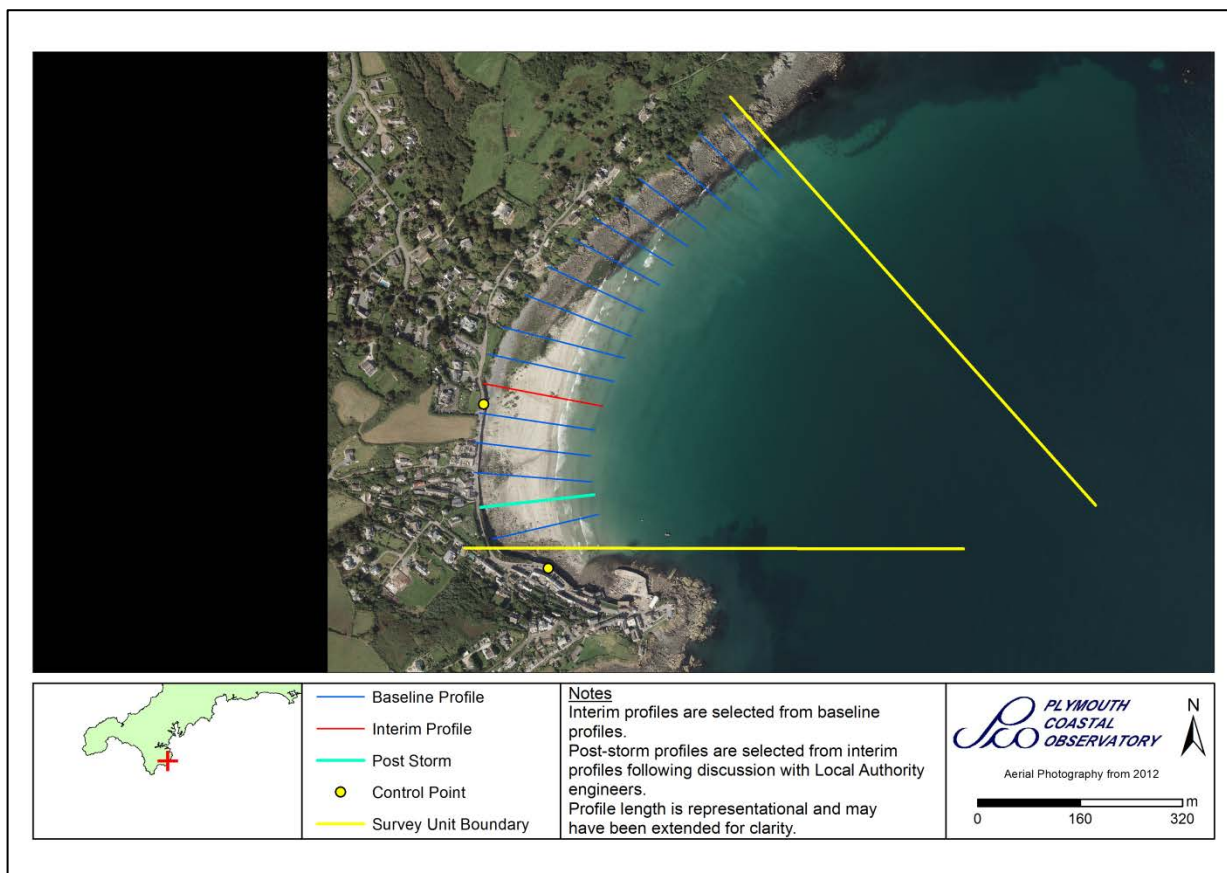 Baseline Profile
Interim Profile
Post Storm
Control Point
Survey Unit Boundary
Notes
Interim profiles are selected from baseline
profiles.
Post-storm profiles are selected from interim
profiles following discussion with Local Authority
engineers.
Profile length is representational and may
have been extended for clarity.
PLYMOUTH
COASTAL
OBSERVATORY
N
Aerial Photography from 2012
m
0 160 320